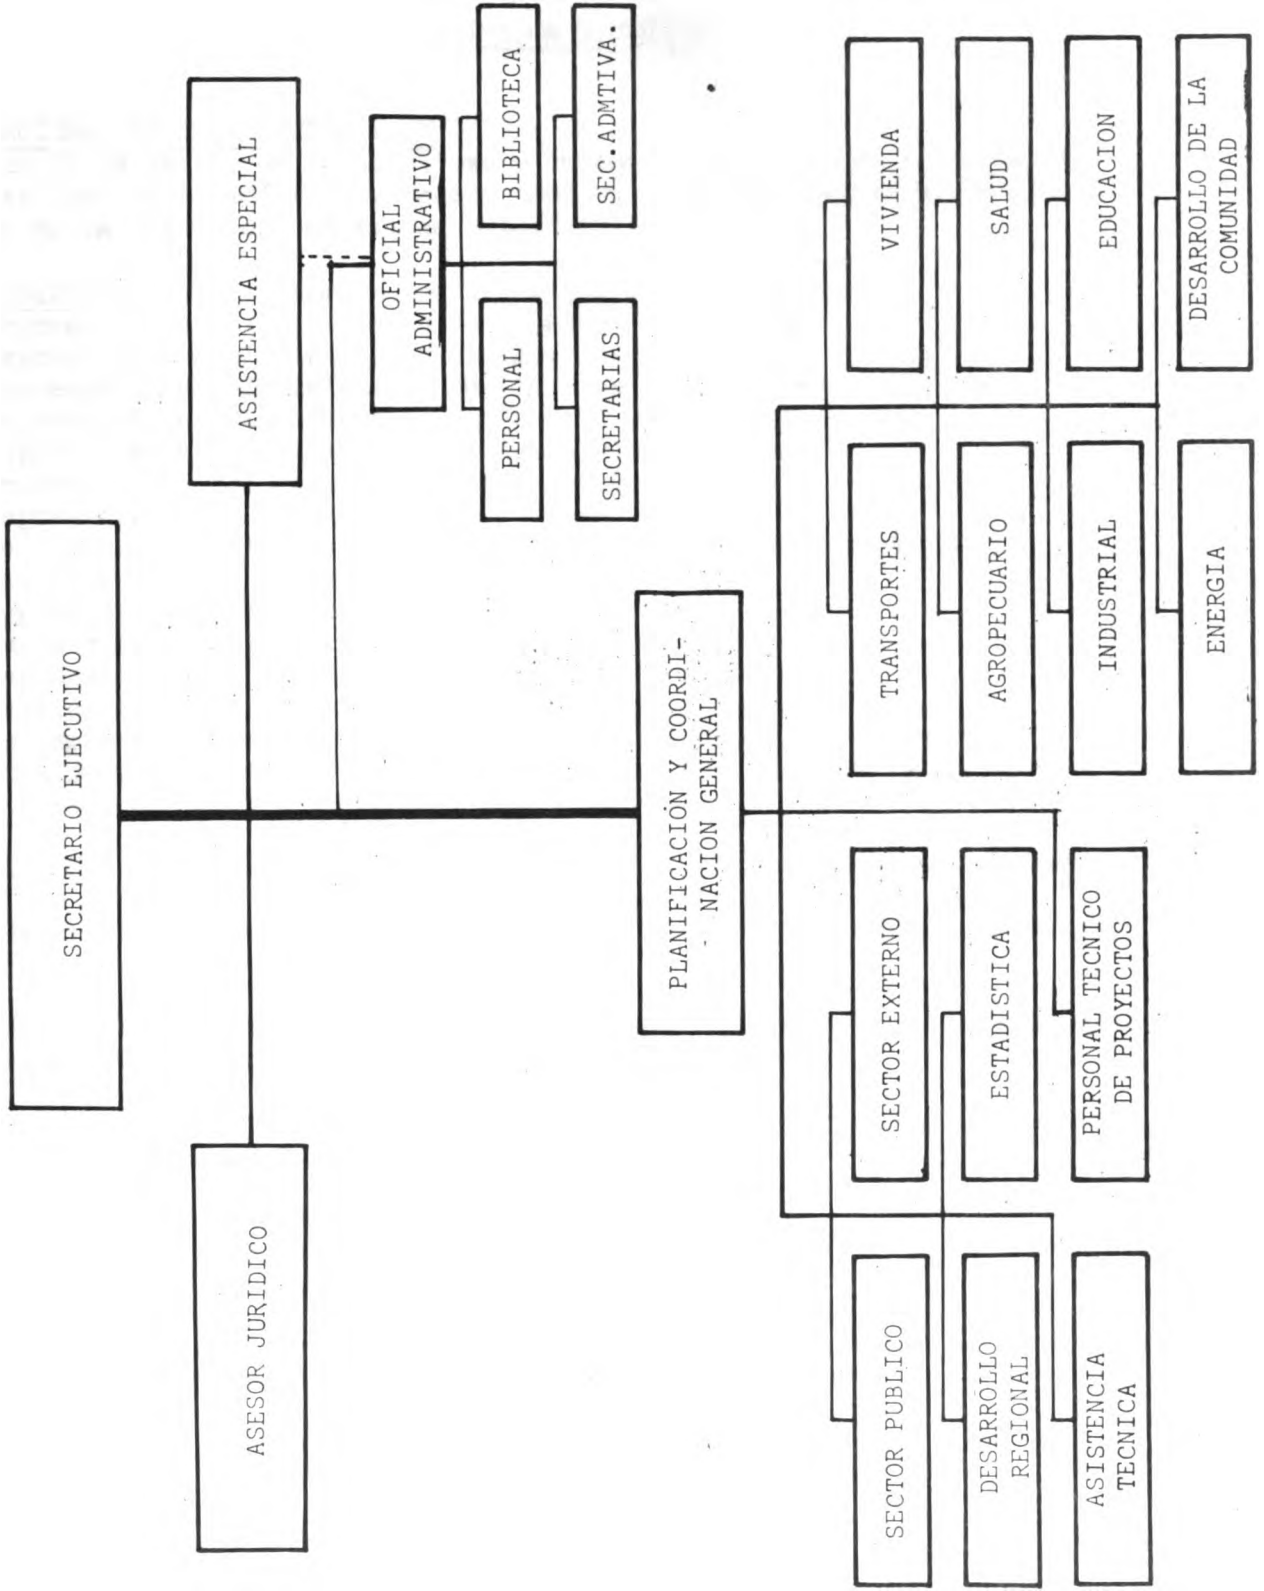 SECRETARIO EJECUTIVO
ASESOR JURIDICO
ASISTENCIA ESPECIAL
OFICIAL
ADMINISTRATIVO
PERSONAL
BIBLIOTECA
SECRETARIAS
SEC.ADMTIVA.
PLANIFICACION Y COORDI-
NACION GENERAL
SECTOR PUBLICO
SECTOR EXTERNO
TRANSPORTES
VIVIENDA
DESARROLLO
REGIONAL
ESTADISTICA
AGROPECUARIO
SALUD
ASISTENCIA
TECNICA
PERSONAL TECNICO
DE PROYECTOS
INDUSTRIAL
EDUCACION
ENERGIA
DESARROLLO DE LA
COMUNIDAD